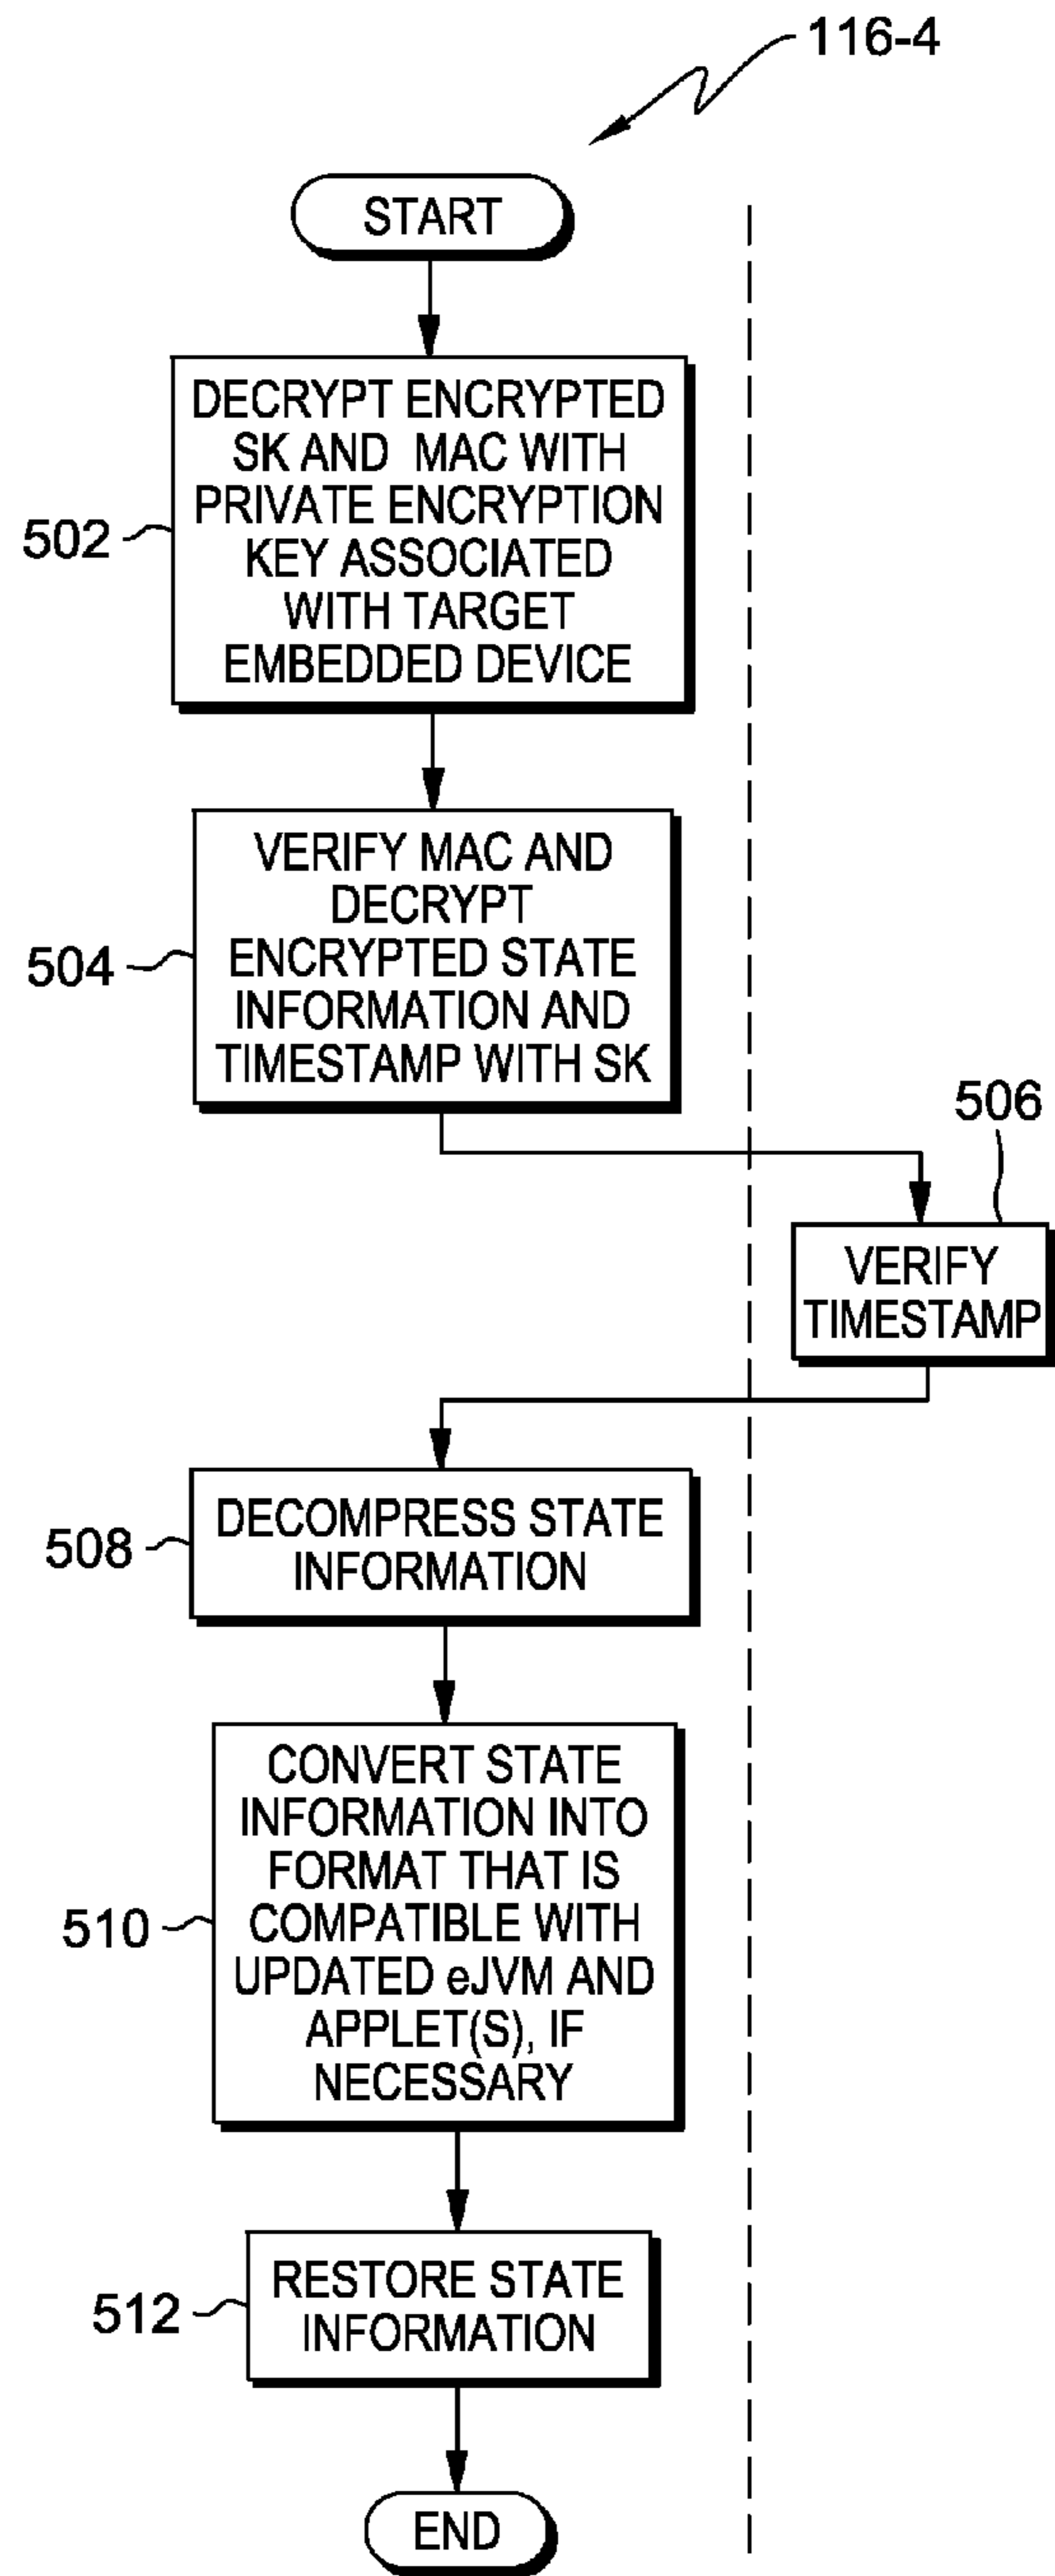 116-4
START
DECRYPT ENCRYPTED
SK AND MAC WITH
PRIVATE ENCRYPTION
KEY ASSOCIATED
WITH TARGET
EMBEDDED DEVICE
502
VERIFY MAC AND
DECRYPT
ENCRYPTED STATE
INFORMATION AND
TIMESTAMP WITH SK
504
506
VERIFY
TIMESTAMP
DECOMPRESS STATE
INFORMATION
508
CONVERT STATE
INFORMATION INTO
FORMAT THAT IS
COMPATIBLE WITH
UPDATED eJVM AND
APPLET(S), IF
NECESSARY
510
RESTORE STATE
INFORMATION
512
END